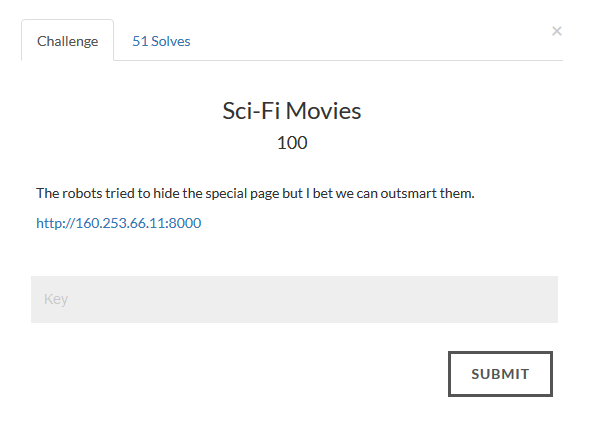 Challenge
51 Solves
×
Sci-Fi Movies
100
The robots tried to hide the special page but I bet we can outsmart them.
http://160.253.66.11:8000
Key
SUBMIT